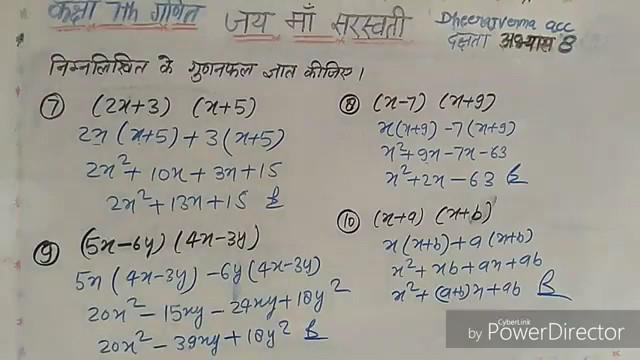 कक्षा 7th गणित
जय माँ सरस्वती
Dheerajverma acc
दक्षता अभ्यास 8
निम्नलिखित के गुणनफल ज्ञात कीजिए।
⑦ (2x+3) (x+5)
2x (x+5) + 3(x+5)
2x² + 10x + 3x + 15
2x² + 13x + 15
⑧ (x-7) (x+9)
x(x+9) - 7(x+9)
x² + 9x - 7x - 63
x² + 2x - 63
⑨ (5x-6y) (4x-3y)
5x (4x-3y) - 6y(4x-3y)
20x² - 15xy - 24xy + 18y²
20x² - 39xy + 18y²
⑩ (x+a) (x+b)
x(x+b) + a(x+b)
x² + xb + ax + ab
x² + (a+b)x + ab
CyberLink
by PowerDirector